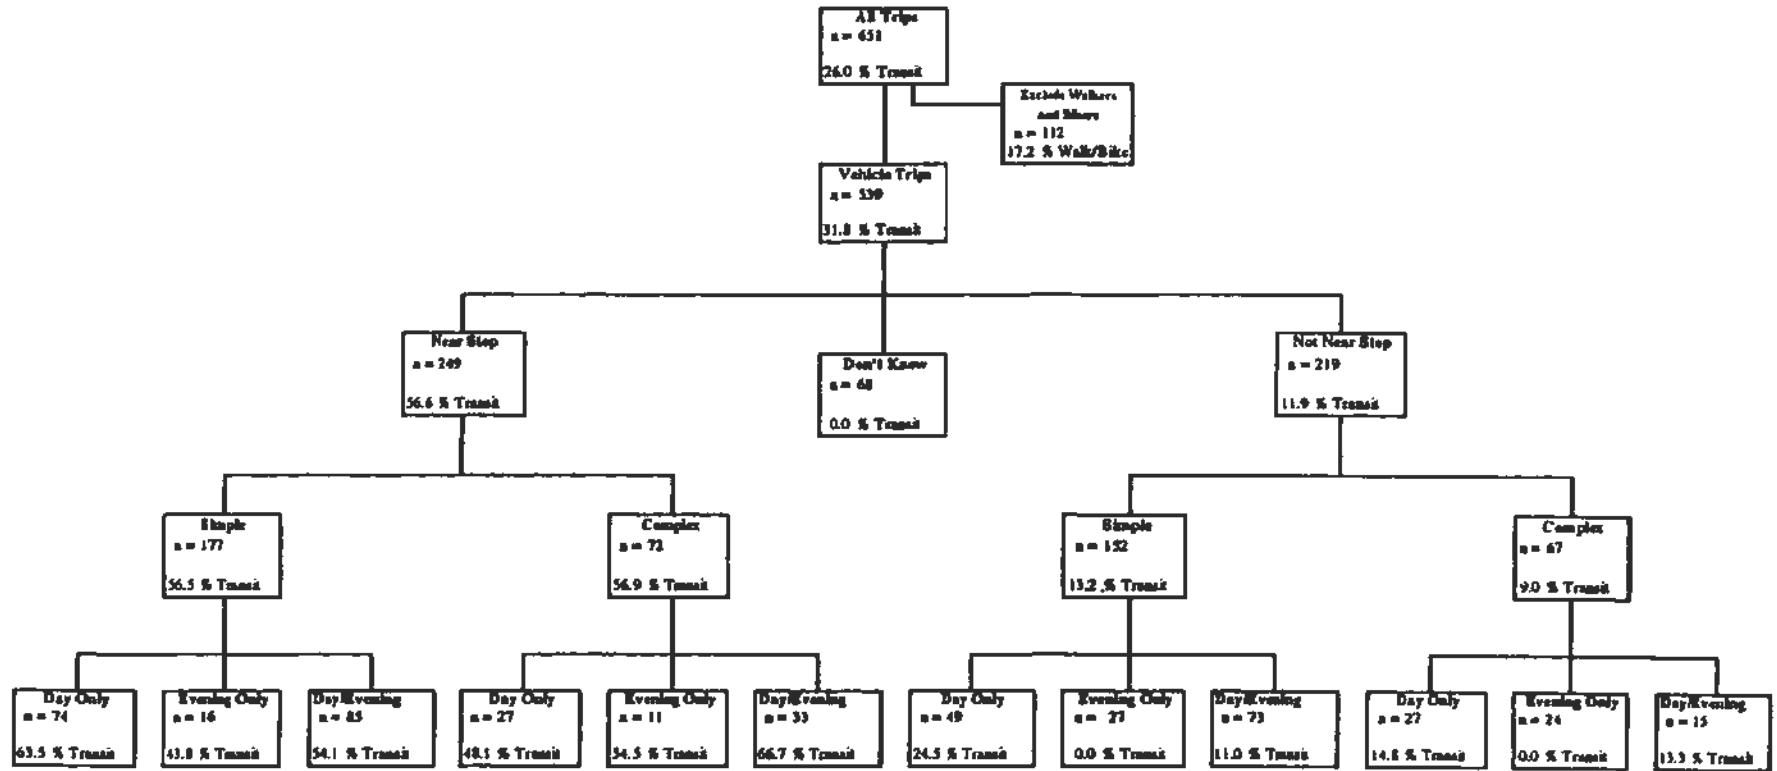 All Trips
n = 651
26.0 % Transit
Exclude Walkers
and Bikers
n = 112
17.2 % Walk/Bike
Vehicle Trips
n = 539
31.8 % Transit
Near Stop
n = 249
56.6 % Transit
Don't Know
n = 68
0.0 % Transit
Not Near Stop
n = 219
11.9 % Transit
Simple
n = 177
56.5 % Transit
Complex
n = 72
56.9 % Transit
Simple
n = 152
13.2 % Transit
Complex
n = 67
9.0 % Transit
Day Only
n = 74
63.5 % Transit
Evening Only
n = 16
43.8 % Transit
Day/Evening
n = 85
54.1 % Transit
Day Only
n = 27
48.1 % Transit
Evening Only
n = 11
54.5 % Transit
Day/Evening
n = 33
66.7 % Transit
Day Only
n = 49
24.5 % Transit
Evening Only
n = 27
0.0 % Transit
Day/Evening
n = 73
11.0 % Transit
Day Only
n = 27
14.8 % Transit
Evening Only
n = 24
0.0 % Transit
Day/Evening
n = 15
13.3 % Transit